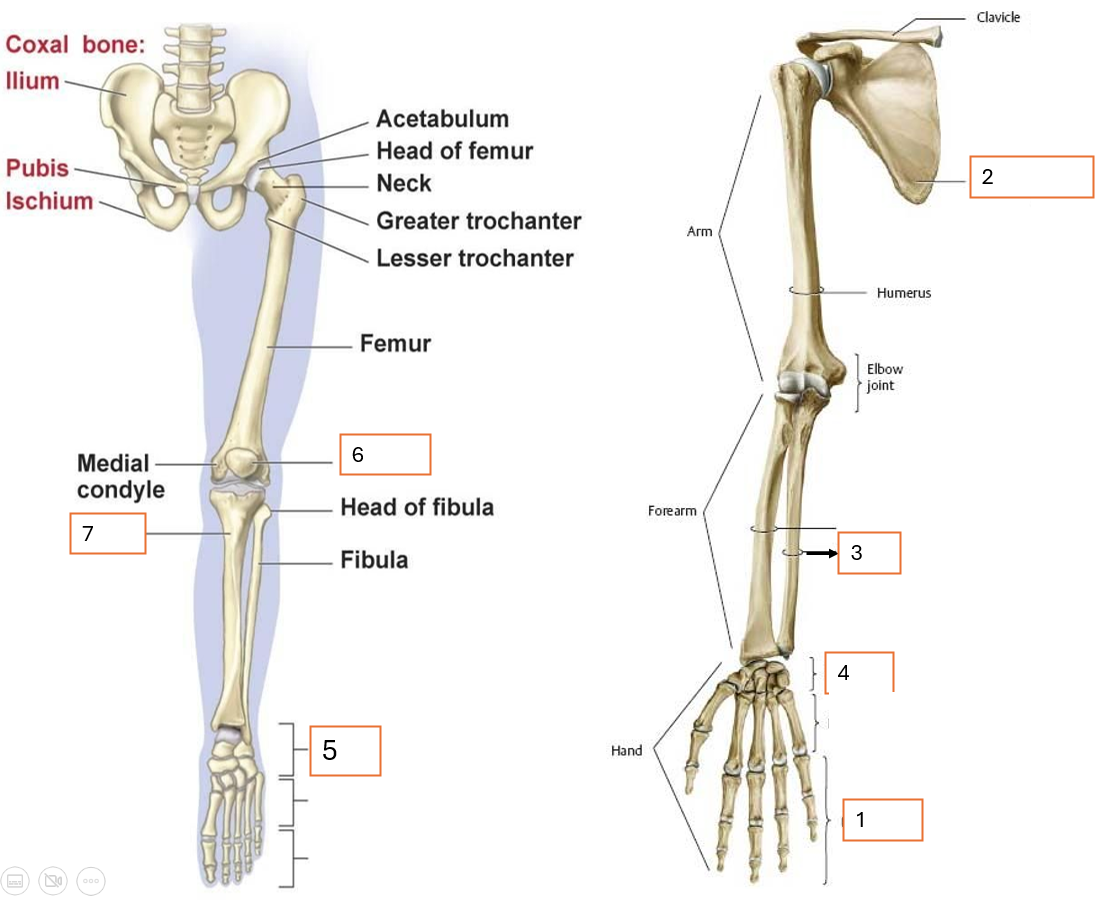 Coxal bone:
Ilium
Pubis
Ischium
Acetabulum
Head of femur
Neck
Greater trochanter
Lesser trochanter
Femur
6
Medial
condyle
7
Head of fibula
Fibula
5
Clavicle
2
Arm
Humerus
Elbow
joint
Forearm
3
4
Hand
1